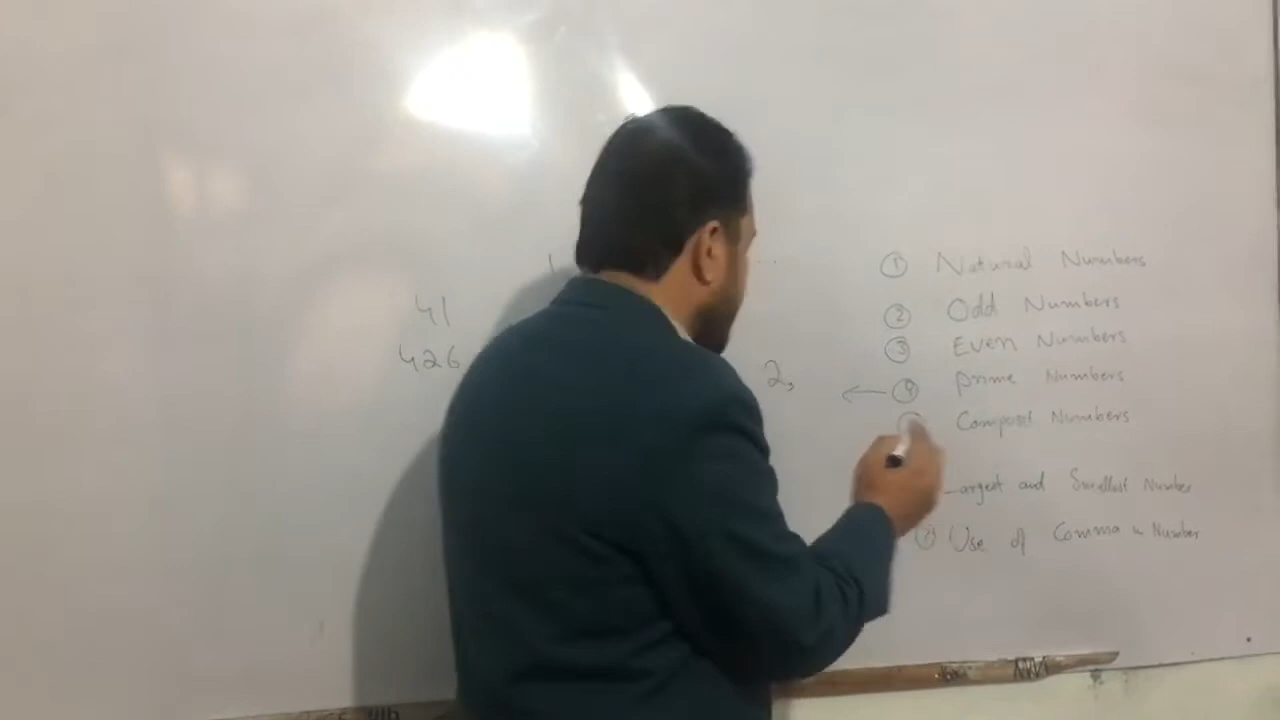 ① Natural Numbers
② Odd Numbers
③ Even Numbers
2, ← ④ Prime Numbers
Composit Numbers
Largest and Smallest Number
⑦ Use of Comma in Number
41
426